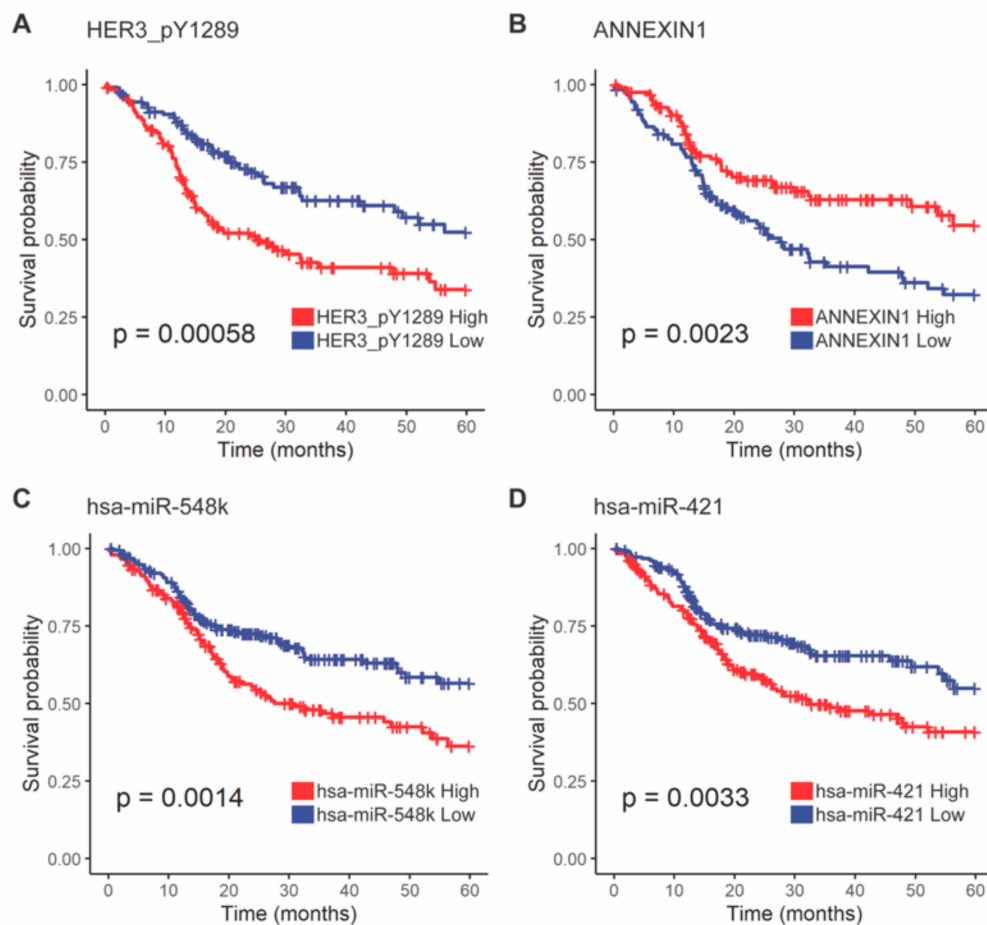 A HER3_pY1289
Survival probability
1.00
0.75
0.50
0.25
0.00
p = 0.00058
HER3_pY1289 High
HER3_pY1289 Low
0 10 20 30 40 50 60
Time (months)
B ANNEXIN1
Survival probability
1.00
0.75
0.50
0.25
0.00
p = 0.0023
ANNEXIN1 High
ANNEXIN1 Low
0 10 20 30 40 50 60
Time (months)
C hsa-miR-548k
Survival probability
1.00
0.75
0.50
0.25
0.00
p = 0.0014
hsa-miR-548k High
hsa-miR-548k Low
0 10 20 30 40 50 60
Time (months)
D hsa-miR-421
Survival probability
1.00
0.75
0.50
0.25
0.00
p = 0.0033
hsa-miR-421 High
hsa-miR-421 Low
0 10 20 30 40 50 60
Time (months)